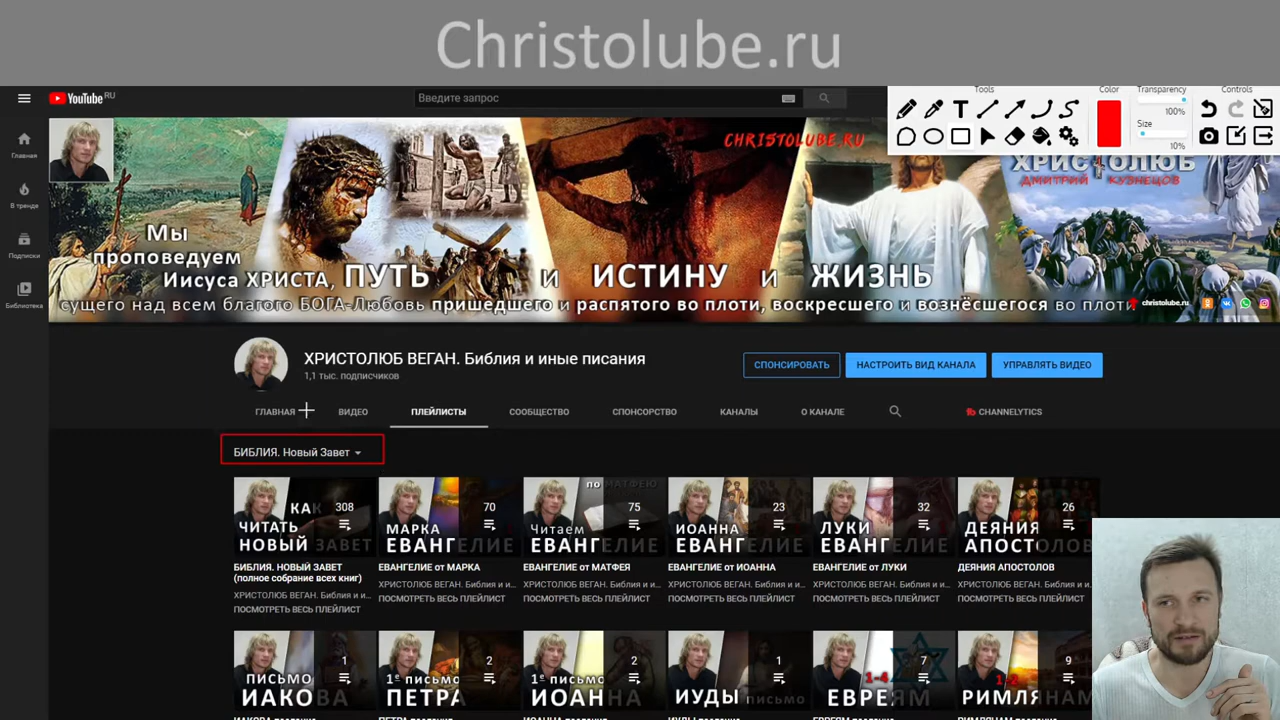 Christolube.ru
YouTube RU
Введите запрос
Tools
Color
Transparency
100%
Size
10%
Controls
T
Главная
В тренде
Подписки
Библиотека
CHRISTOLUBE.RU
ХРИСТОЛЮБ
ДМИТРИЙ КУЗНЕЦОВ
Мы
проповедуем
Иисуса ХРИСТА, ПУТЬ и ИСТИНУ и ЖИЗНЬ
сущего над всем благого БОГА-Любовь пришедшего и распятого во плоти, воскресшего и вознёсшегося во плоти
christolube.ru
ХРИСТОЛЮБ ВЕГАН. Библия и иные писания
1,1 тыс. подписчиков
СПОНСИРОВАТЬ
НАСТРОИТЬ ВИД КАНАЛА
УПРАВЛЯТЬ ВИДЕО
ГЛАВНАЯ ВИДЕО ПЛЕЙЛИСТЫ СООБЩЕСТВО СПОНСОРСТВО КАНАЛЫ О КАНАЛЕ CHANNELYTICS
БИБЛИЯ. Новый Завет
КАК
ЧИТАТЬ
НОВЫЙ ЗАВЕТ
308
БИБЛИЯ. НОВЫЙ ЗАВЕТ
(полное собрание всех книг)
ХРИСТОЛЮБ ВЕГАН. Библия и и...
ПОСМОТРЕТЬ ВЕСЬ ПЛЕЙЛИСТ
МАРКА
ЕВАНГЕЛИЕ
70
ЕВАНГЕЛИЕ от МАРКА
ХРИСТОЛЮБ ВЕГАН. Библия и и...
ПОСМОТРЕТЬ ВЕСЬ ПЛЕЙЛИСТ
по МАТФЕЮ
Читаем
ЕВАНГЕЛИЕ
75
ЕВАНГЕЛИЕ от МАТФЕЯ
ХРИСТОЛЮБ ВЕГАН. Библия и и...
ПОСМОТРЕТЬ ВЕСЬ ПЛЕЙЛИСТ
ИОАННА
ЕВАНГЕЛИЕ
23
ЕВАНГЕЛИЕ от ИОАННА
ХРИСТОЛЮБ ВЕГАН. Библия и и...
ПОСМОТРЕТЬ ВЕСЬ ПЛЕЙЛИСТ
ЛУКИ
ЕВАНГЕЛИЕ
32
ЕВАНГЕЛИЕ от ЛУКИ
ХРИСТОЛЮБ ВЕГАН. Библия и и...
ПОСМОТРЕТЬ ВЕСЬ ПЛЕЙЛИСТ
ДЕЯНИЯ
АПОСТОЛОВ
26
ДЕЯНИЯ АПОСТОЛОВ
ХРИСТОЛЮБ ВЕГАН. Библия и и...
ПОСМОТРЕТЬ ВЕСЬ ПЛЕЙЛИСТ
ПИСЬМО
ИАКОВА
1
1е письмо
ПЕТРА
2
1е письмо
ИОАННА
2
ИУДЫ письмо
1
1-4
ЕВРЕЯМ
7
1-2
РИМЛЯНАМ
9